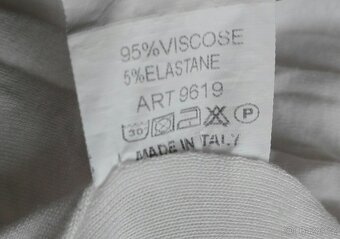 95%VISCOSE
5%ELASTANE
ART 9619
30 P
MADE IN ITALY